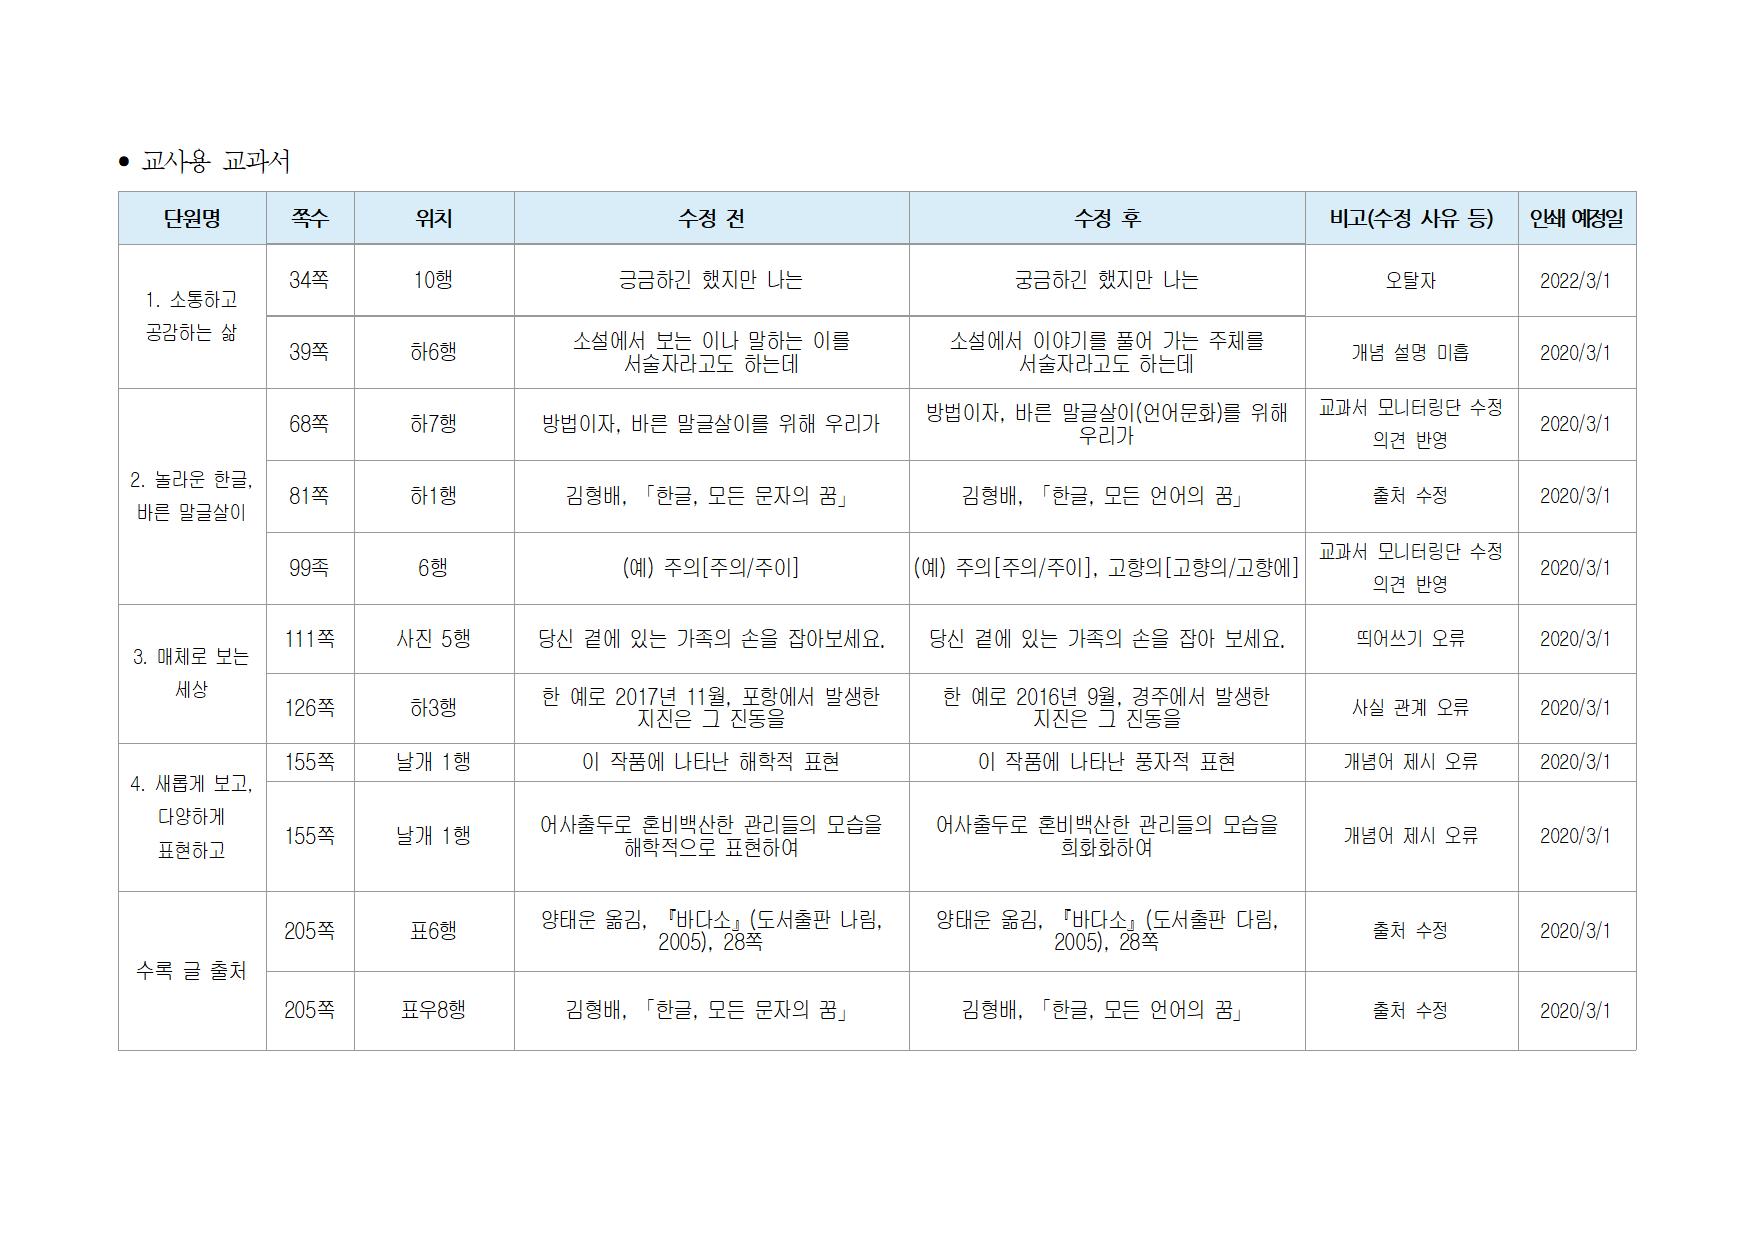 • 교사용 교과서
단원명 쪽수 위치 수정 전 수정 후 비고(수정 사유 등) 인쇄 예정일
1. 소통하고
공감하는 삶
34쪽 10행 긍금하긴 했지만 나는 궁금하긴 했지만 나는 오탈자 2022/3/1
39쪽 하6행 소설에서 보는 이나 말하는 이를
서술자라고도 하는데
소설에서 이야기를 풀어 가는 주체를
서술자라고도 하는데
개념 설명 미흡 2020/3/1
2. 놀라운 한글,
바른 말글살이
68쪽 하7행 방법이자, 바른 말글살이를 위해 우리가
방법이자, 바른 말글살이(언어문화)를 위해
우리가
교과서 모니터링단 수정
의견 반영
2020/3/1
81쪽 하1행 김형배, 「한글, 모든 문자의 꿈」 김형배, 「한글, 모든 언어의 꿈」 출처 수정 2020/3/1
99족 6행 (예) 주의[주의/주이] (예) 주의[주의/주이], 고향의[고향의/고향에]
교과서 모니터링단 수정
의견 반영
2020/3/1
3. 매체로 보는
세상
111쪽 사진 5행 당신 곁에 있는 가족의 손을 잡아보세요. 당신 곁에 있는 가족의 손을 잡아 보세요. 띄어쓰기 오류 2020/3/1
126쪽 하3행 한 예로 2017년 11월, 포항에서 발생한
지진은 그 진동을
한 예로 2016년 9월, 경주에서 발생한
지진은 그 진동을
사실 관계 오류 2020/3/1
4. 새롭게 보고,
다양하게
표현하고
155쪽 날개 1행 이 작품에 나타난 해학적 표현 이 작품에 나타난 풍자적 표현 개념어 제시 오류 2020/3/1
155쪽 날개 1행 어사출두로 혼비백산한 관리들의 모습을
해학적으로 표현하여
어사출두로 혼비백산한 관리들의 모습을
희화화하여
개념어 제시 오류 2020/3/1
수록 글 출처
205쪽 표6행 양태운 옮김, 『바다소』(도서출판 나림,
2005), 28쪽
양태운 옮김, 『바다소』(도서출판 다림,
2005), 28쪽
출처 수정 2020/3/1
205쪽 표우8행 김형배, 「한글, 모든 문자의 꿈」 김형배, 「한글, 모든 언어의 꿈」 출처 수정 2020/3/1